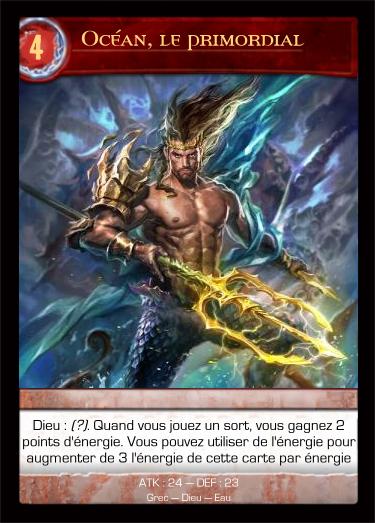 4
Océan, le primordial
Dieu : (?). Quand vous jouez un sort, vous gagnez 2
points d'énergie. Vous pouvez utiliser de l'énergie pour
augmenter de 3 l'énergie de cette carte par énergie
ATK : 24 — DEF : 23
Grec — Dieu — Eau